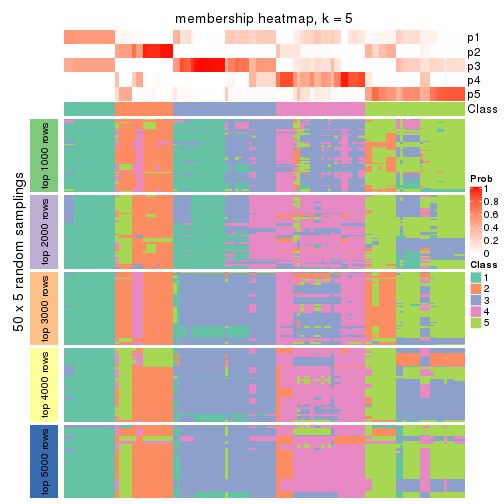 membership heatmap, k = 5
p1
p2
p3
p4
p5
Class
50 x 5 random samplings
top 1000 rows
top 2000 rows
top 3000 rows
top 4000 rows
top 5000 rows
Prob
1
0.8
0.6
0.4
0.2
0
Class
1
2
3
4
5